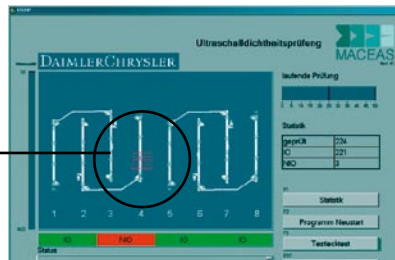 Ultraschalldichtheitsprüfung
MACEAS
DAIMLERCHRYSLER
laufende Prüfung
Statistik
geprüft 224
IO 221
NIO 3
1 2 3 4 5 6 7 8
IO NIO IO IO
Status
Statistik
Programm Neustart
Testlecktest